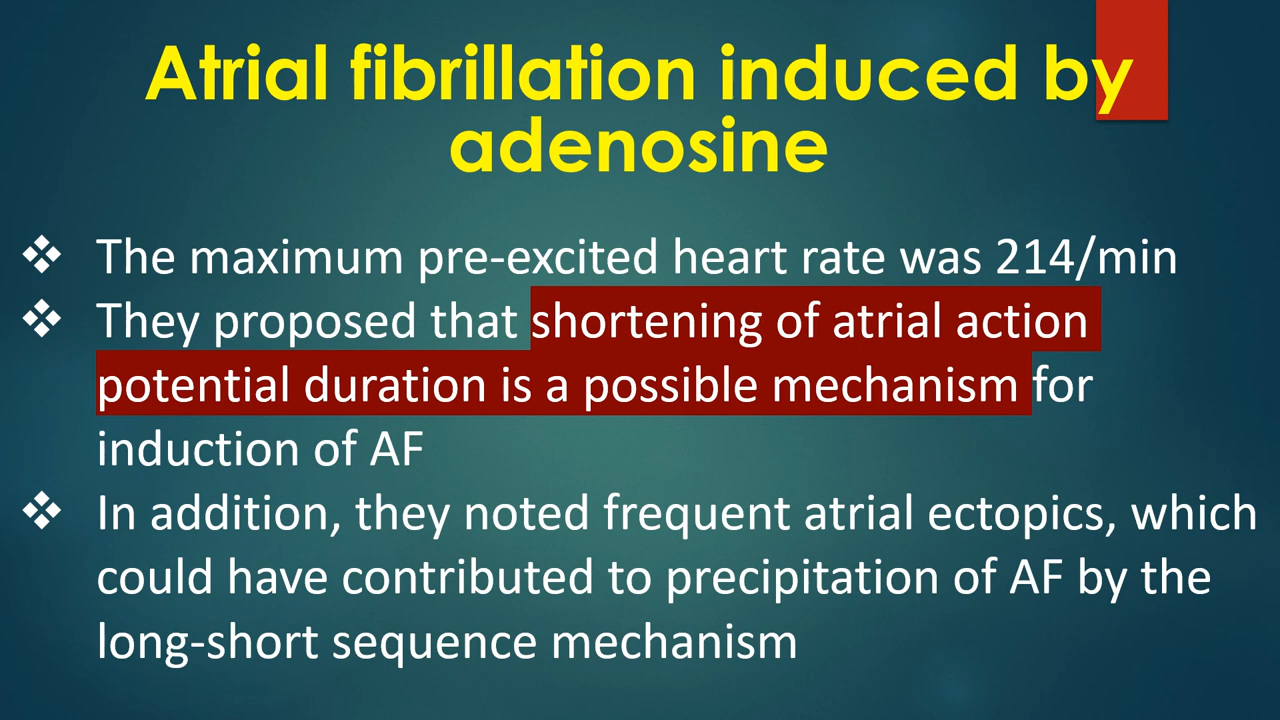 Atrial fibrillation induced by
adenosine
❖ The maximum pre-excited heart rate was 214/min
❖ They proposed that shortening of atrial action
potential duration is a possible mechanism for
induction of AF
❖ In addition, they noted frequent atrial ectopics, which
could have contributed to precipitation of AF by the
long-short sequence mechanism